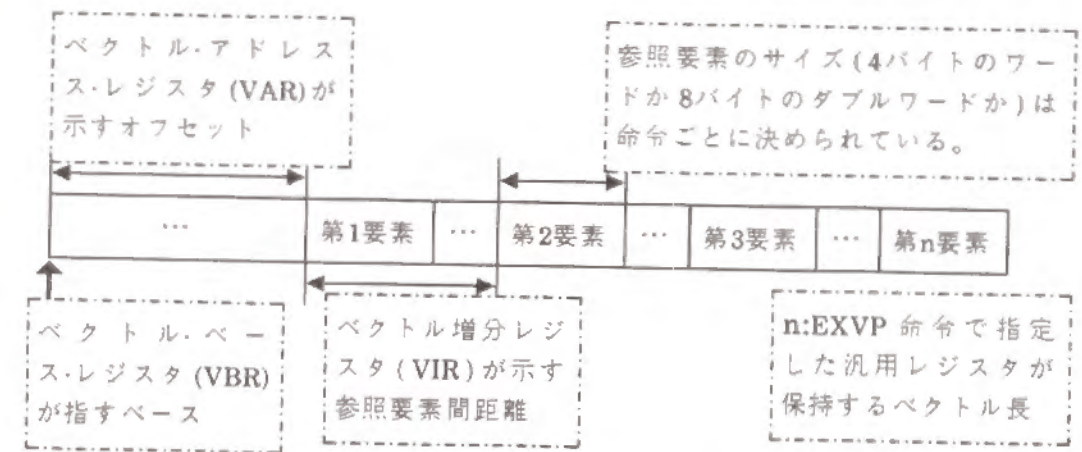 ベクトル・アドレス
ス・レジスタ(VAR)が
示すオフセット
参照要素のサイズ(4バイトのワー
ドか8バイトのダブルワードか)は
命令ごとに決められている。
… 第1要素 … 第2要素 … 第3要素 … 第n要素
ベクトル・ベー
ス・レジスタ(VBR)
が指すベース
ベクトル増分レジ
スタ(VIR)が示す
参照要素間距離
n:EXVP 命令で指定
した汎用レジスタが
保持するベクトル長